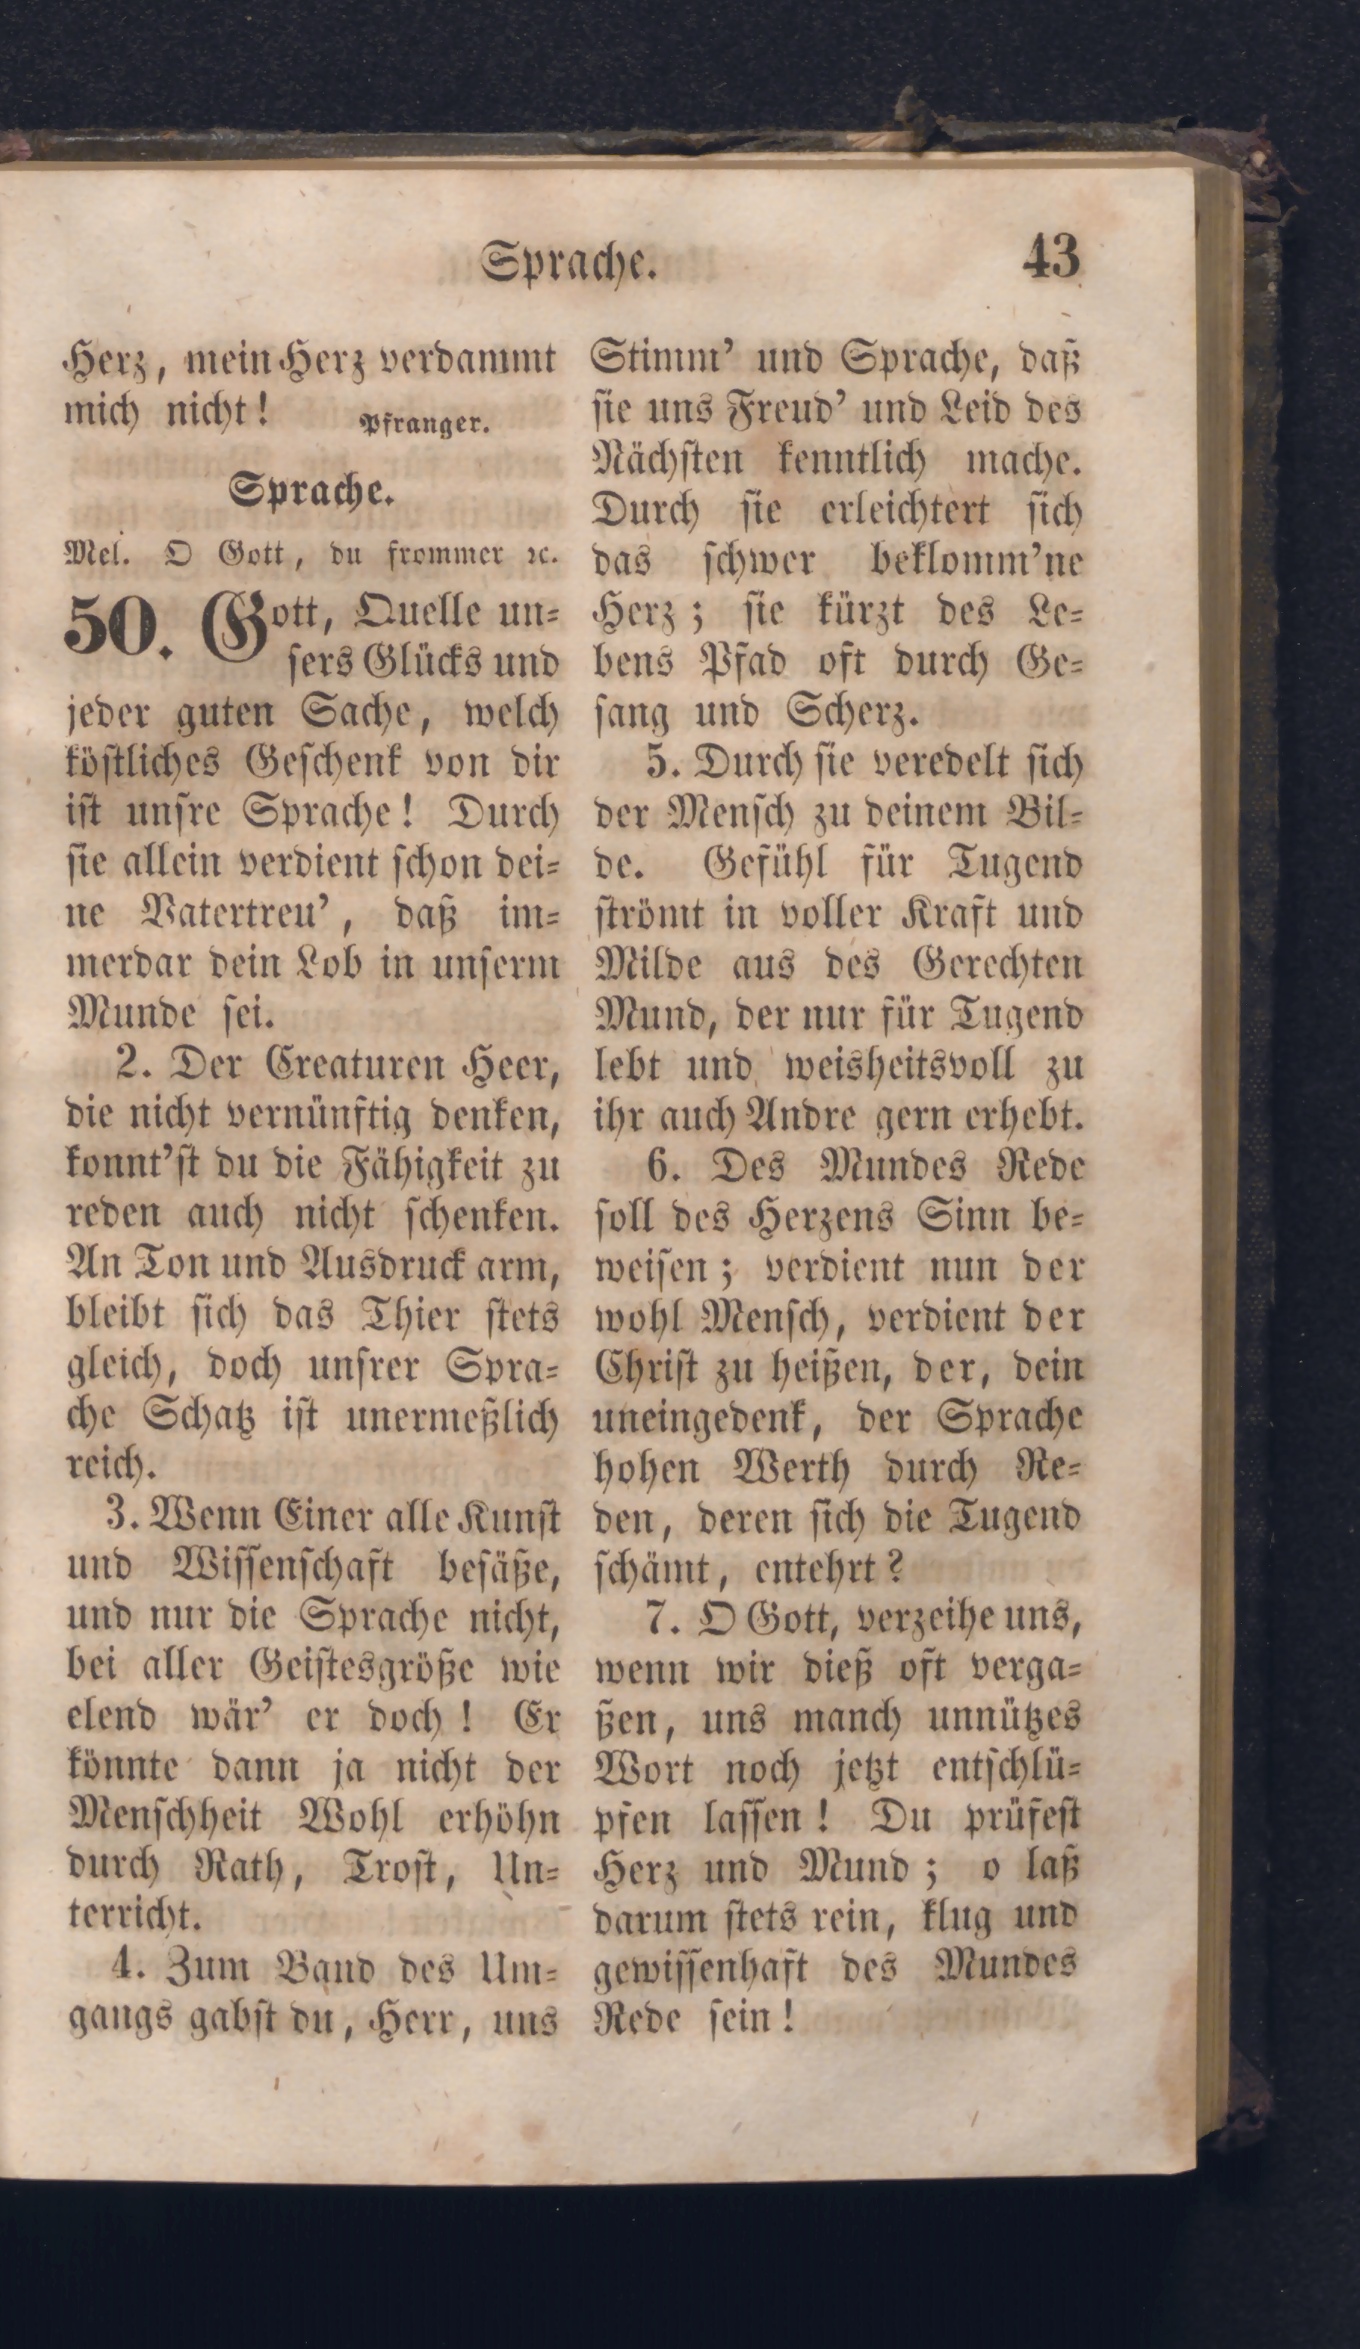 Sprache. 43
Herz, mein Herz verdammt
mich nicht! Pfranger.
Sprache.
Mel. O Gott, du frommer ꝛc.
50. Gott, Quelle un-
sers Glücks und
jeder guten Sache, welch
köstliches Geschenk von dir
ist unsre Sprache! Durch
sie allein verdient schon dei-
ne Vatertreu', daß im-
merdar dein Lob in unserm
Munde sei.
2. Der Creaturen Heer,
die nicht vernünftig denken,
konnt'st du die Fähigkeit zu
reden auch nicht schenken.
An Ton und Ausdruck arm,
bleibt sich das Thier stets
gleich, doch unsrer Spra-
che Schatz ist unermeßlich
reich.
3. Wenn Einer alle Kunst
und Wissenschaft besäße,
und nur die Sprache nicht,
bei aller Geistesgröße wie
elend wär' er doch! Er
könnte dann ja nicht der
Menschheit Wohl erhöhn
durch Rath, Trost, Un-
terricht.
4. Zum Band des Um-
gangs gabst du, Herr, uns
Stimm' und Sprache, daß
sie uns Freud' und Leid des
Nächsten kenntlich mache.
Durch sie erleichtert sich
das schwer beklomm'ne
Herz; sie kürzt des Le-
bens Pfad oft durch Ge-
sang und Scherz.
5. Durch sie veredelt sich
der Mensch zu deinem Bil-
de. Gefühl für Tugend
strömt in voller Kraft und
Milde aus des Gerechten
Mund, der nur für Tugend
lebt und weisheitsvoll zu
ihr auch Andre gern erhebt.
6. Des Mundes Rede
soll des Herzens Sinn be-
weisen; verdient nun der
wohl Mensch, verdient der
Christ zu heißen, der, dein
uneingedenk, der Sprache
hohen Werth durch Re-
den, deren sich die Tugend
schämt, entehrt?
7. O Gott, verzeihe uns,
wenn wir dieß oft verga-
ßen, uns manch unnützes
Wort noch jetzt entschlü-
pfen lassen! Du prüfest
Herz und Mund; o laß
darum stets rein, klug und
gewissenhaft des Mundes
Rede sein!